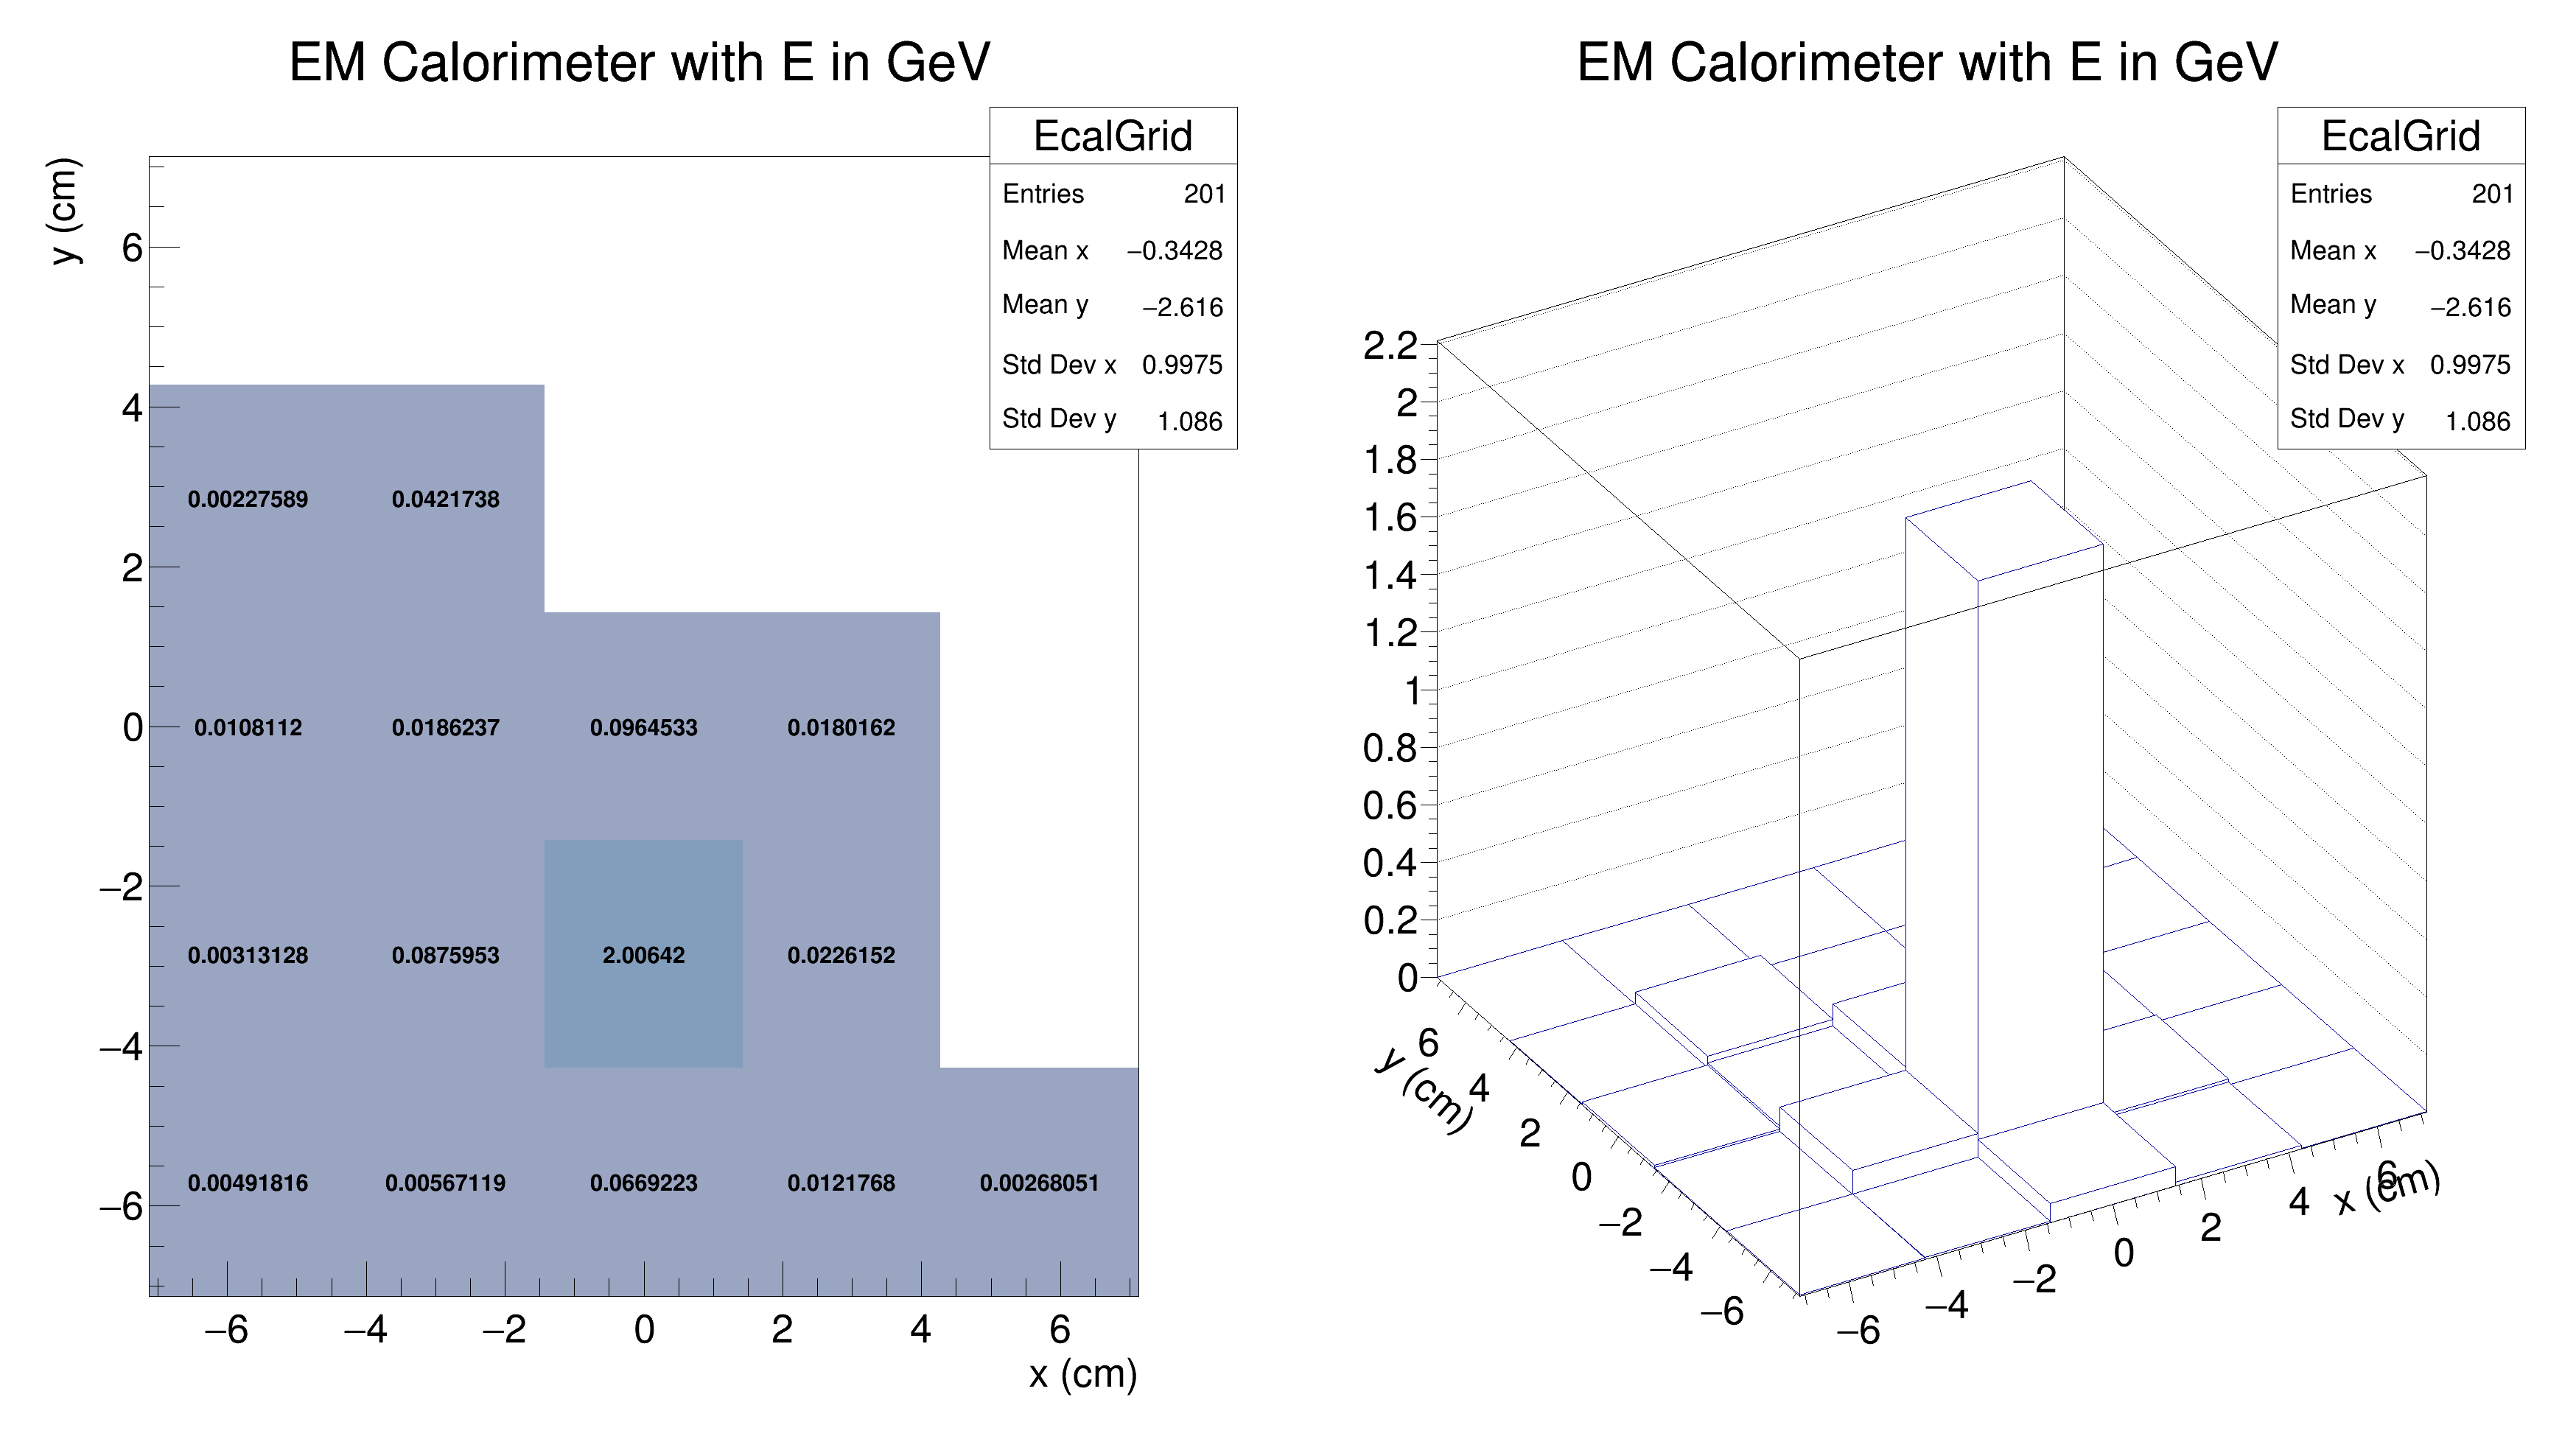 EM Calorimeter with E in GeV
EcalGrid
Entries 201
Mean x −0.3428
Mean y −2.616
Std Dev x 0.9975
Std Dev y 1.086
y (cm)
6
4
2
0
−2
−4
−6
0.00227589 0.0421738
0.0108112 0.0186237 0.0964533 0.0180162
0.00313128 0.0875953 2.00642 0.0226152
0.00491816 0.00567119 0.0669223 0.0121768 0.00268051
−6 −4 −2 0 2 4 6
x (cm)
EM Calorimeter with E in GeV
EcalGrid
Entries 201
Mean x −0.3428
Mean y −2.616
Std Dev x 0.9975
Std Dev y 1.086
2.2
2
1.8
1.6
1.4
1.2
1
0.8
0.6
0.4
0.2
0
y (cm)
6
4
2
0
−2
−4
−6
−6 −4 −2 0 2 4 6
x (cm)